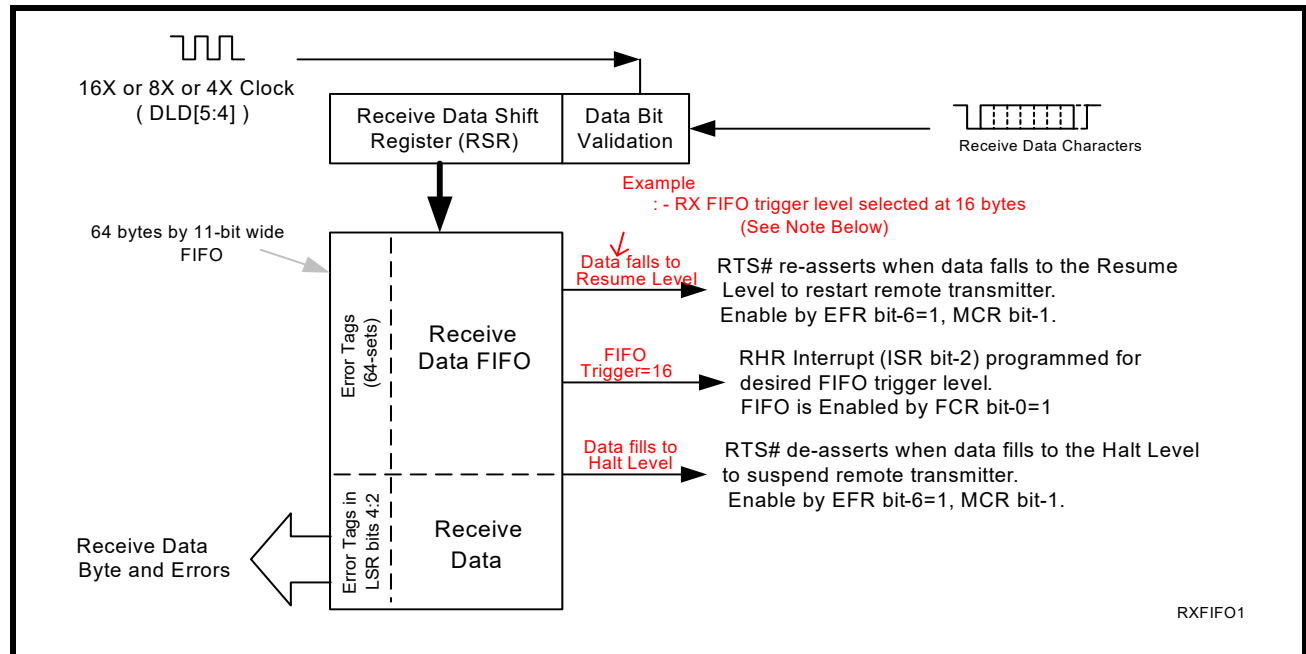 16X or 8X or 4X Clock
( DLD[5:4] )
Receive Data Shift
Register (RSR)
Data Bit
Validation
Receive Data Characters
Example
: - RX FIFO trigger level selected at 16 bytes
(See Note Below)
64 bytes by 11-bit wide
FIFO
Data falls to
Resume Level
RTS# re-asserts when data falls to the Resume
Level to restart remote transmitter.
Enable by EFR bit-6=1, MCR bit-1.
Error Tags
(64-sets)
Receive
Data FIFO
FIFO
Trigger=16
RHR Interrupt (ISR bit-2) programmed for
desired FIFO trigger level.
FIFO is Enabled by FCR bit-0=1
Data fills to
Halt Level
RTS# de-asserts when data fills to the Halt Level
to suspend remote transmitter.
Enable by EFR bit-6=1, MCR bit-1.
Error Tags in
LSR bits 4:2
Receive
Data
Receive Data
Byte and Errors
RXFIFO1